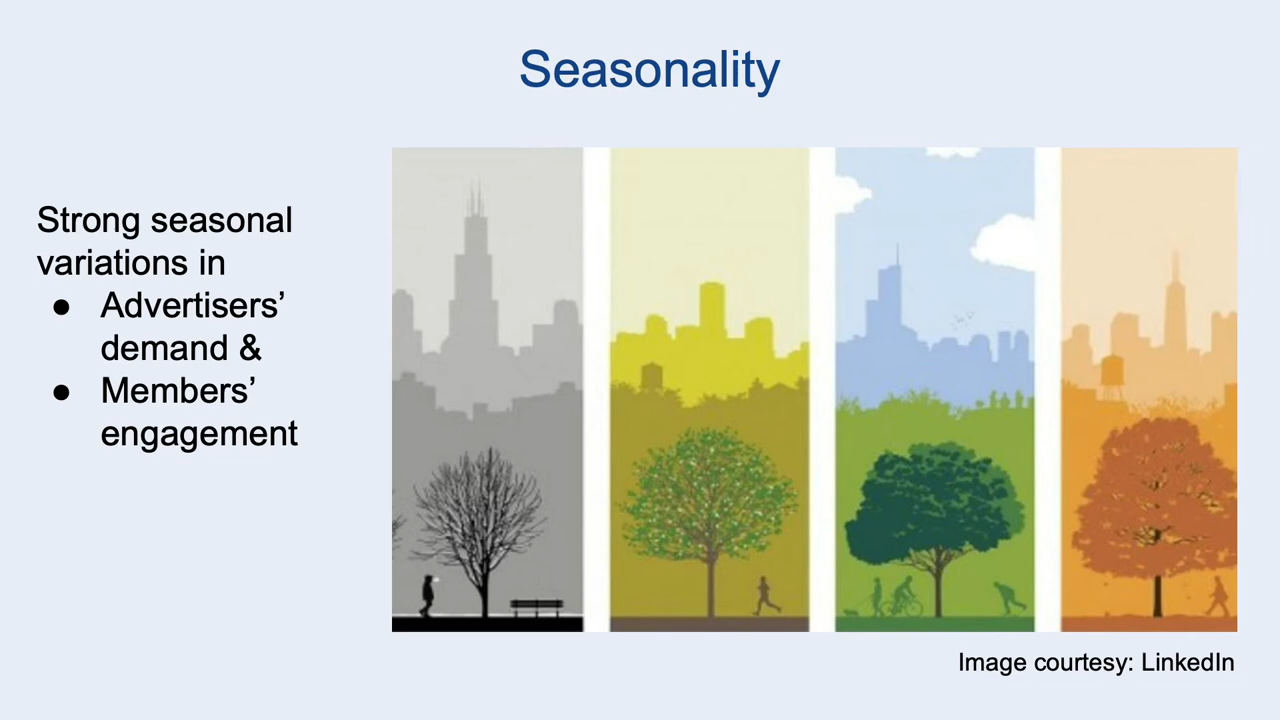 Seasonality
Strong seasonal
variations in
● Advertisers’
demand &
● Members’
engagement
Image courtesy: LinkedIn